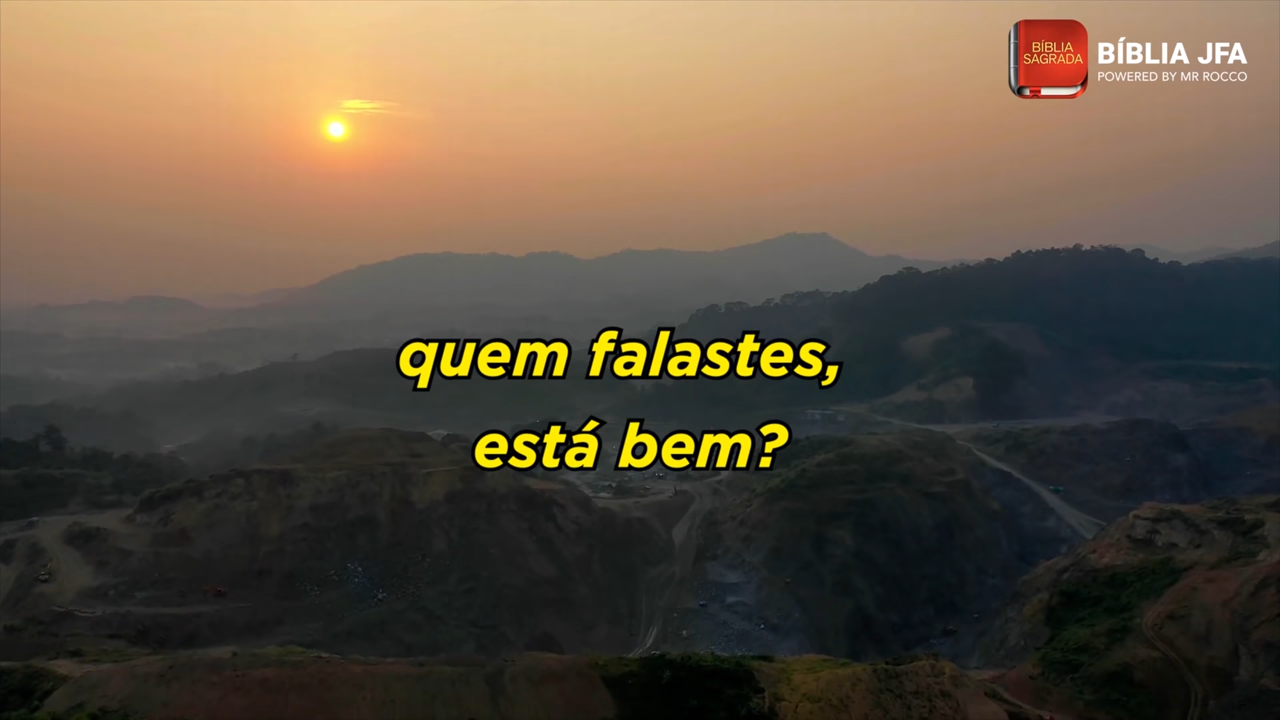 BÍBLIA
SAGRADA
BÍBLIA JFA
POWERED BY MR ROCCO
quem falastes,
está bem?